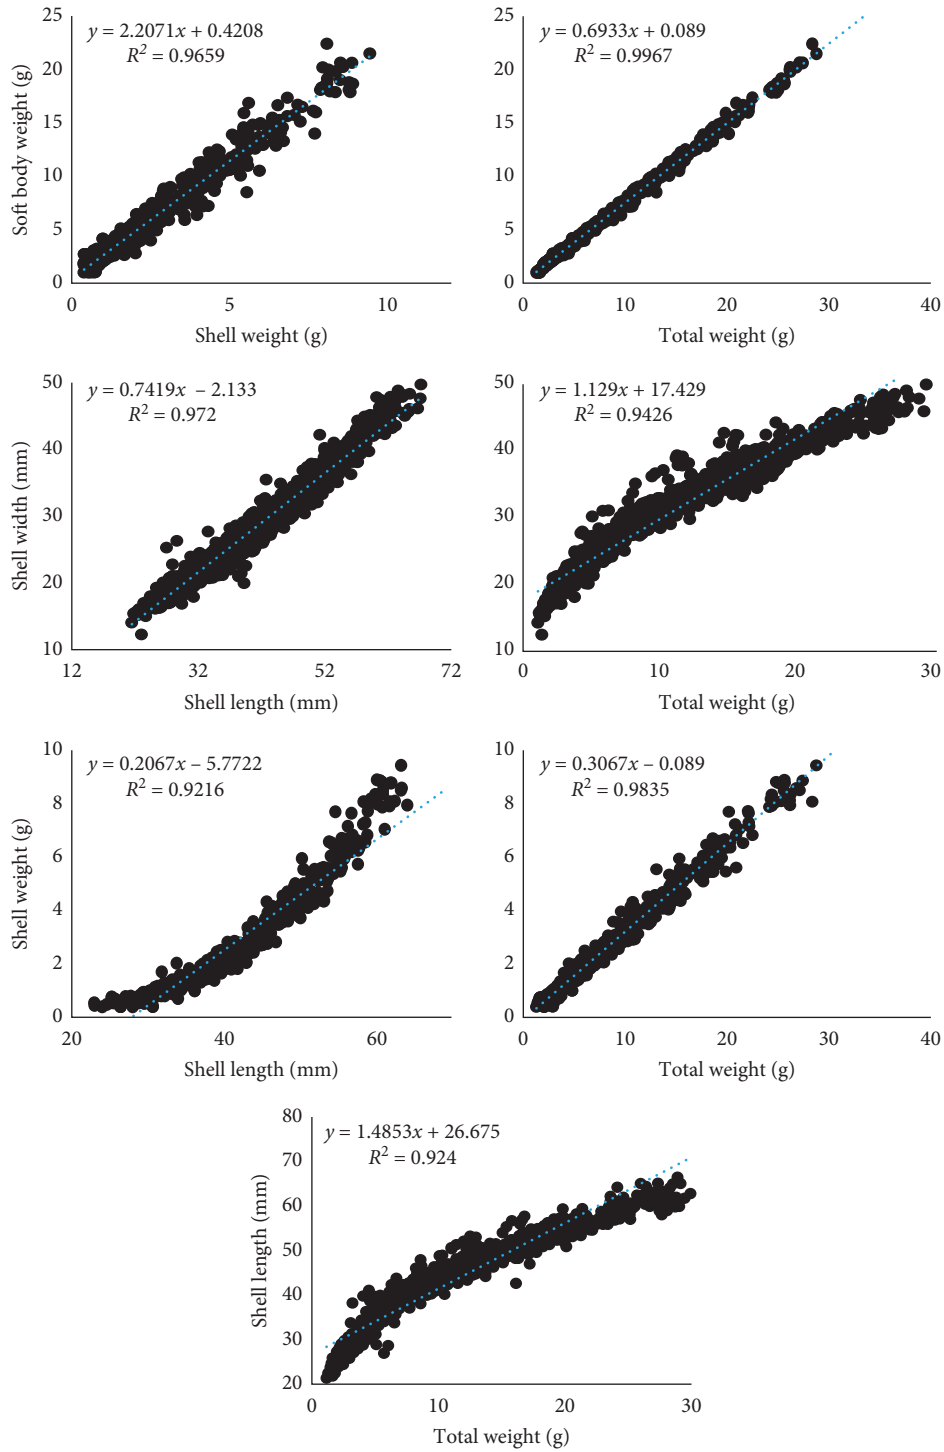 25
20
15
10
5
0
Soft body weight (g)
y = 2.2071x + 0.4208
R² = 0.9659
0 5 10
Shell weight (g)
25
20
15
10
5
0
y = 0.6933x + 0.089
R² = 0.9967
0 10 20 30 40
Total weight (g)
50
40
30
20
10
Shell width (mm)
y = 0.7419x – 2.133
R² = 0.972
12 32 52 72
Shell length (mm)
50
40
30
20
10
y = 1.129x + 17.429
R² = 0.9426
0 10 20 30
Total weight (g)
10
8
6
4
2
0
Shell weight (g)
y = 0.2067x – 5.7722
R² = 0.9216
20 40 60
Shell length (mm)
10
8
6
4
2
0
y = 0.3067x – 0.089
R² = 0.9835
0 10 20 30 40
Total weight (g)
80
70
60
50
40
30
20
Shell length (mm)
y = 1.4853x + 26.675
R² = 0.924
0 10 20 30
Total weight (g)